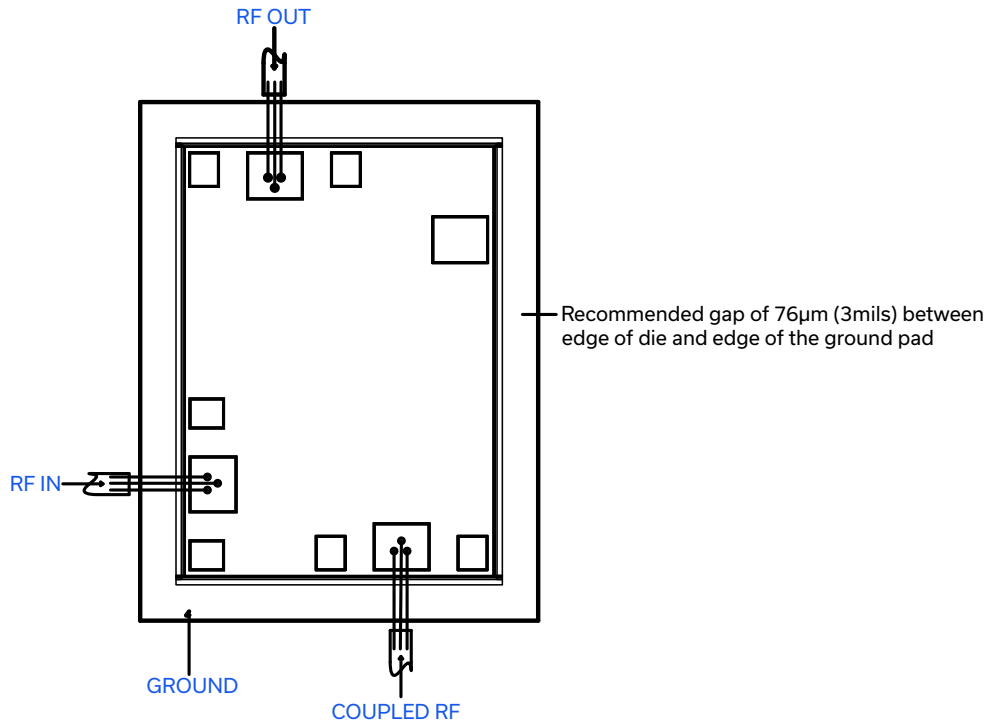 RF OUT
Recommended gap of 76µm (3mils) between
edge of die and edge of the ground pad
RF IN
GROUND
COUPLED RF